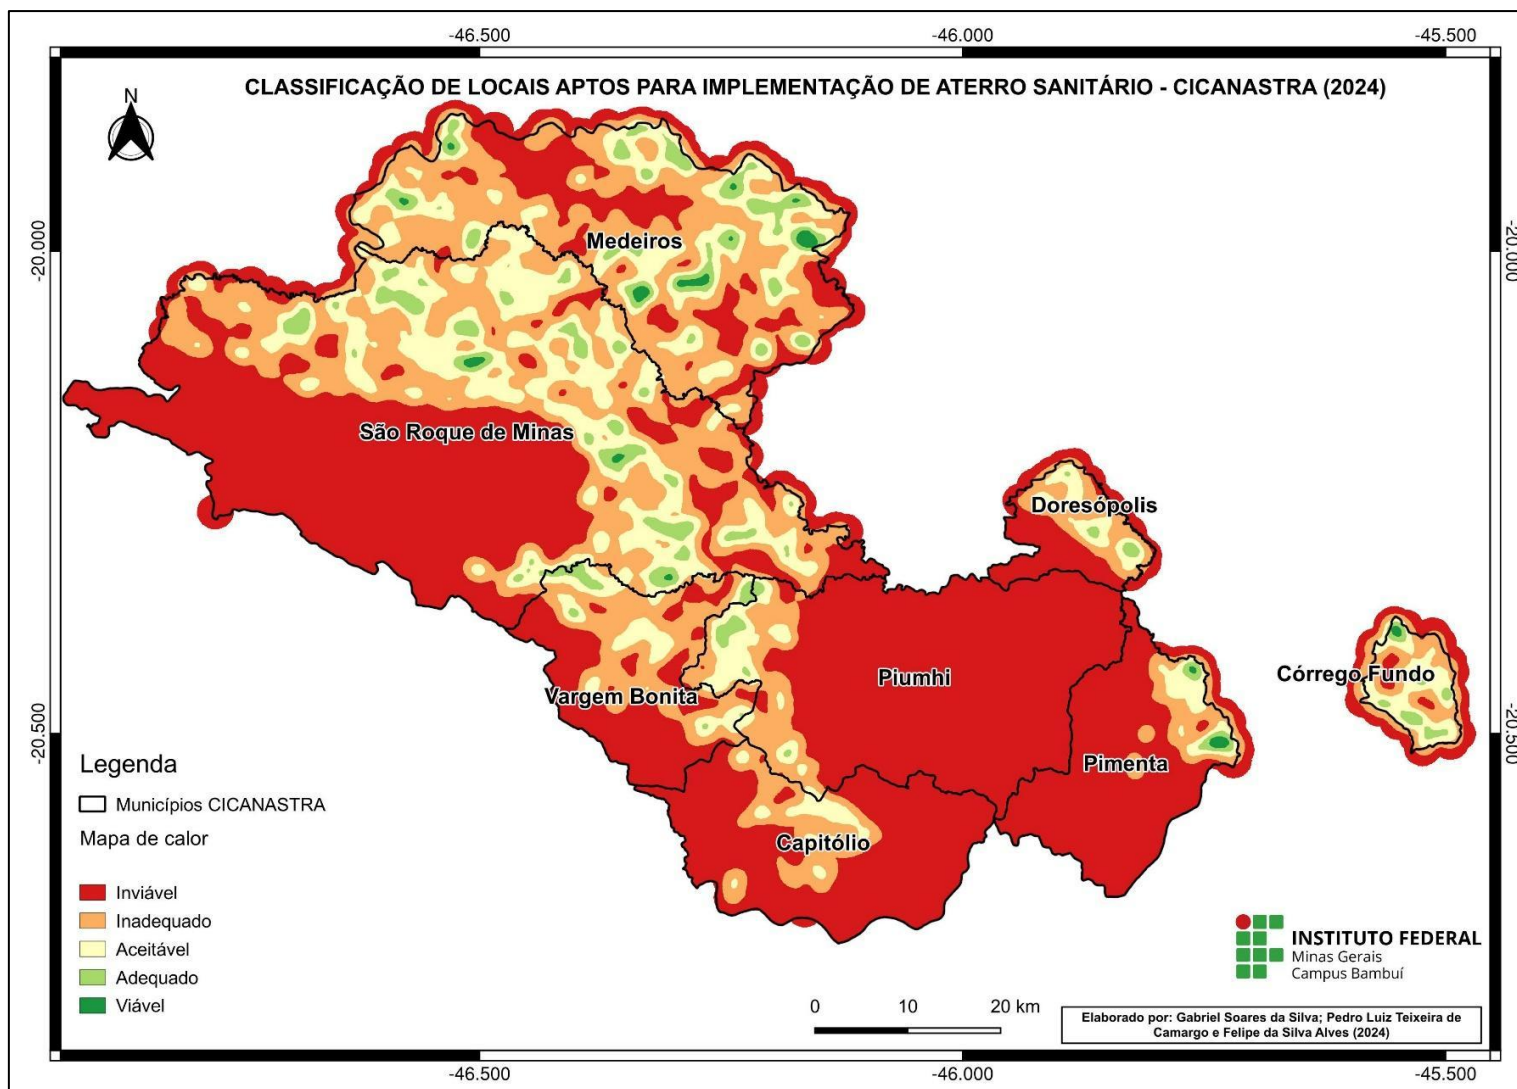 -46.500
-46.000
-45.500
CLASSIFICAÇÃO DE LOCAIS APTOS PARA IMPLEMENTAÇÃO DE ATERRO SANITÁRIO - CICANASTRA (2024)
N
-20.000
-20.000
Medeiros
São Roque de Minas
Doresópolis
Piumhi
Córrego Fundo
Vargem Bonita
-20.500
-20.500
Pimenta
Capitólio
Legenda
Municípios CICANASTRA
Mapa de calor
Inviável
Inadequado
Aceitável
Adequado
Viável
INSTITUTO FEDERAL
Minas Gerais
Campus Bambuí
0 10 20 km
Elaborado por: Gabriel Soares da Silva; Pedro Luiz Teixeira de
Camargo e Felipe da Silva Alves (2024)
-46.500
-46.000
-45.500